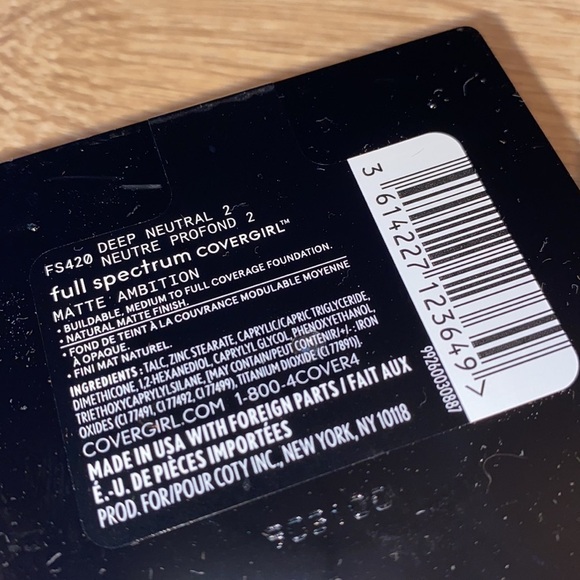 FS420 DEEP NEUTRAL 2
NEUTRE PROFOND 2
full spectrum COVERGIRL™
MATTE AMBITION
• BUILDABLE, MEDIUM TO FULL COVERAGE FOUNDATION.
• NATURAL MATTE FINISH.
• FOND DE TEINT À LA COUVRANCE MODULABLE MOYENNE
À OPAQUE.
• FINI MAT NATUREL.
INGREDIENTS: TALC, ZINC STEARATE, CAPRYLIC/CAPRIC TRIGLYCERIDE,
DIMETHICONE, 1,2-HEXANEDIOL, CAPRYLYL GLYCOL, PHENOXYETHANOL,
TRIETHOXYCAPRYLYLSILANE. [MAY CONTAIN/PEUT CONTENIR/+/-: IRON
OXIDES (CI 77491, CI 77492, CI 77499), TITANIUM DIOXIDE (CI 77891)].
COVERGIRL.COM 1-800-4COVER4
MADE IN USA WITH FOREIGN PARTS / FAIT AUX
É.-U. DE PIÈCES IMPORTÉES
PROD. FOR/POUR COTY INC., NEW YORK, NY 10118
3 614227 123649 >
99260030887